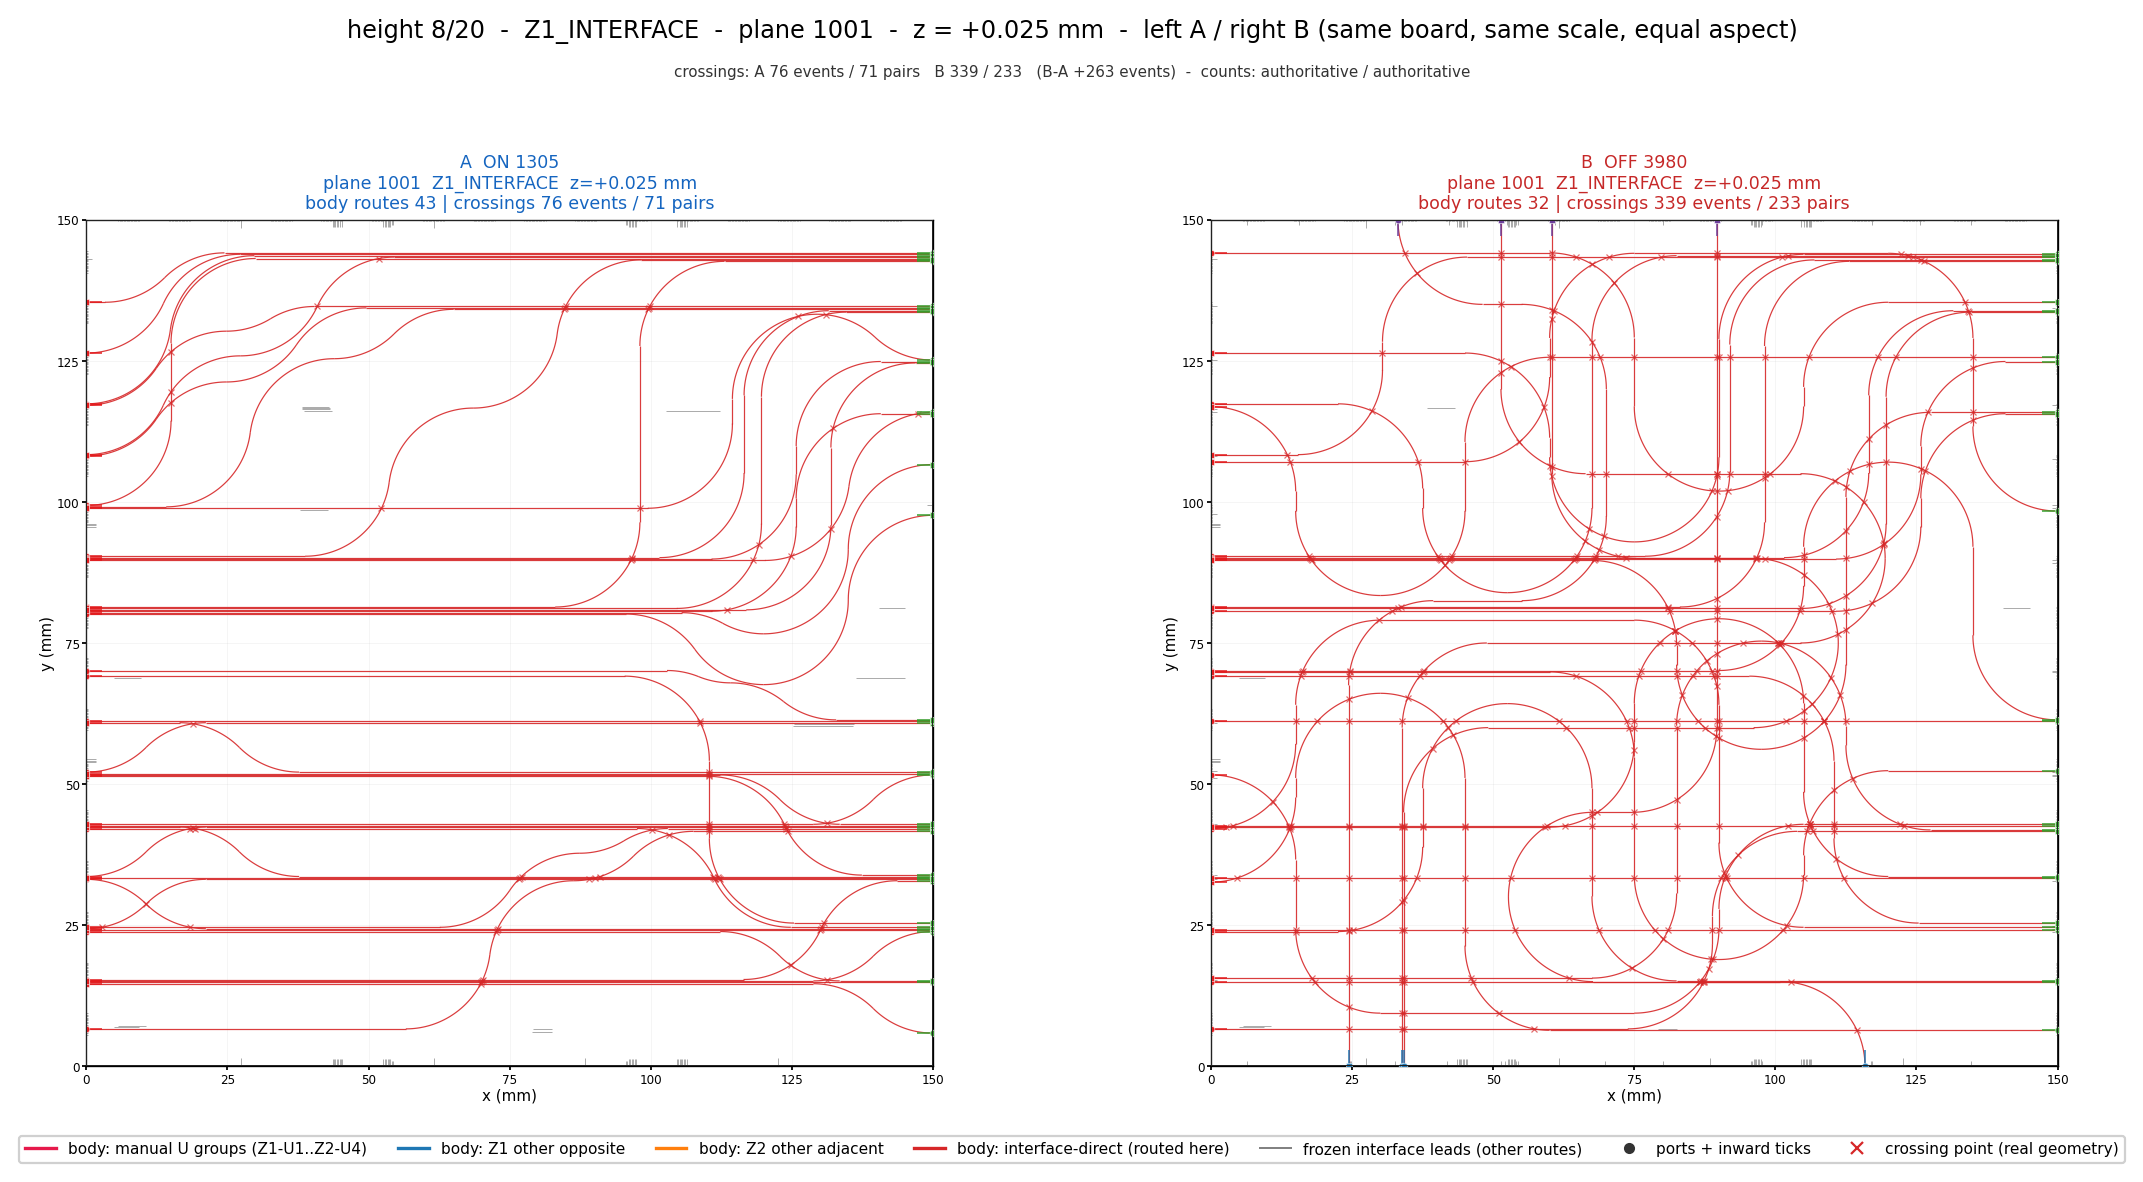 height 8/20  -  Z1_INTERFACE  -  plane 1001  -  z = +0.025 mm  -  left A / right B (same board, same scale, equal aspect)
crossings: A 76 events / 71 pairs   B 339 / 233   (B-A +263 events)  -  counts: authoritative / authoritative
A  ON 1305
plane 1001  Z1_INTERFACE  z=+0.025 mm
body routes 43 | crossings 76 events / 71 pairs
150
125
100
75
50
25
0
y (mm)
0 25 50 75 100 125 150
x (mm)
B  OFF 3980
plane 1001  Z1_INTERFACE  z=+0.025 mm
body routes 32 | crossings 339 events / 233 pairs
150
125
100
75
50
25
0
y (mm)
0 25 50 75 100 125 150
x (mm)
body: manual U groups (Z1-U1..Z2-U4)
body: Z1 other opposite
body: Z2 other adjacent
body: interface-direct (routed here)
frozen interface leads (other routes)
ports + inward ticks
crossing point (real geometry)